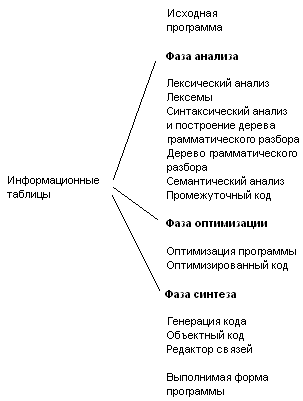 Исходная
программа
Фаза анализа
Лексический анализ
Лексемы
Синтаксический анализ
и построение дерева
грамматического разбора
Дерево грамматического
разбора
Семантический анализ
Промежуточный код
Информационные
таблицы
Фаза оптимизации
Оптимизация программы
Оптимизированный код
Фаза синтеза
Генерация кода
Объектный код
Редактор связей
Выполнимая форма
программы